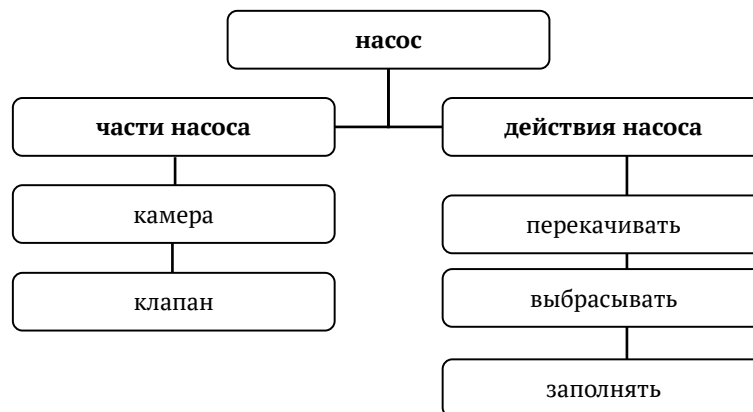 насос
части насоса
камера
клапан
действия насоса
перекачивать
выбрасывать
заполнять